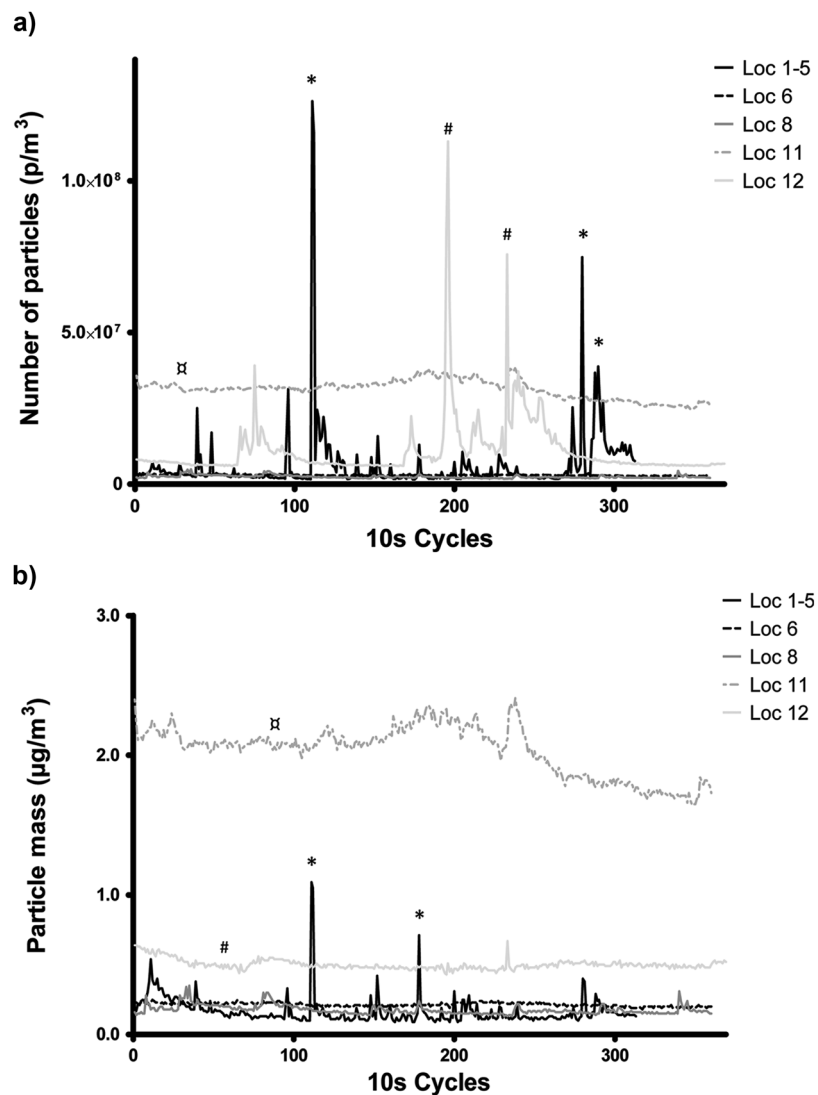 a)
*
#
#
*
*
¤
Number of particles (p/m³)
1.0×10⁸
5.0×10⁷
0
0
100
200
300
10s Cycles
Loc 1-5
Loc 6
Loc 8
Loc 11
Loc 12
b)
¤
*
*
#
Particle mass (µg/m³)
3.0
2.0
1.0
0.0
0
100
200
300
10s Cycles
Loc 1-5
Loc 6
Loc 8
Loc 11
Loc 12